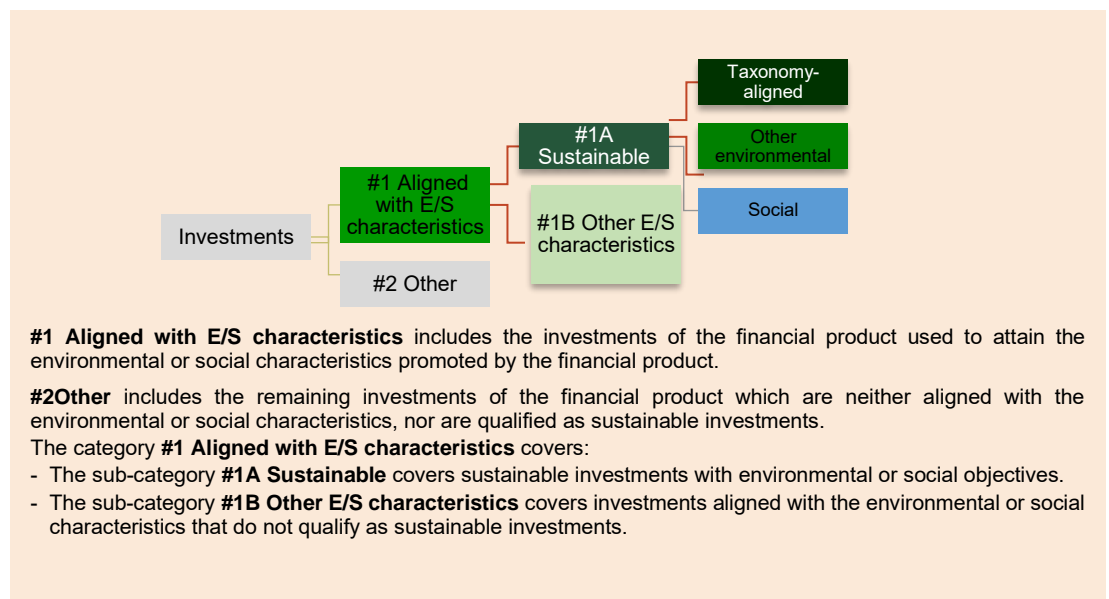 Taxonomy-
aligned
#1A
Sustainable
Other
environmental
#1 Aligned
with E/S
characteristics
#1B Other E/S
characteristics
Social
Investments
#2 Other
#1 Aligned with E/S characteristics includes the investments of the financial product used to attain the
environmental or social characteristics promoted by the financial product.
#2Other includes the remaining investments of the financial product which are neither aligned with the
environmental or social characteristics, nor are qualified as sustainable investments.
The category #1 Aligned with E/S characteristics covers:
- The sub-category #1A Sustainable covers sustainable investments with environmental or social objectives.
- The sub-category #1B Other E/S characteristics covers investments aligned with the environmental or social
characteristics that do not qualify as sustainable investments.